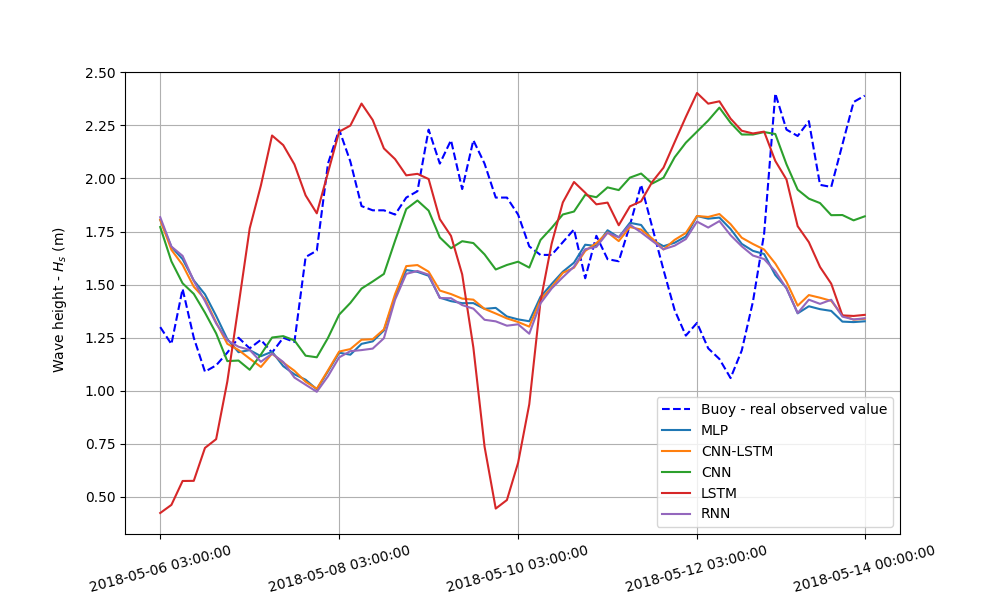 2.50
2.25
2.00
1.75
1.50
1.25
1.00
0.75
0.50
Wave height - Hs (m)
Buoy - real observed value
MLP
CNN-LSTM
CNN
LSTM
RNN
2018-05-06 03:00:00
2018-05-08 03:00:00
2018-05-10 03:00:00
2018-05-12 03:00:00
2018-05-14 00:00:00